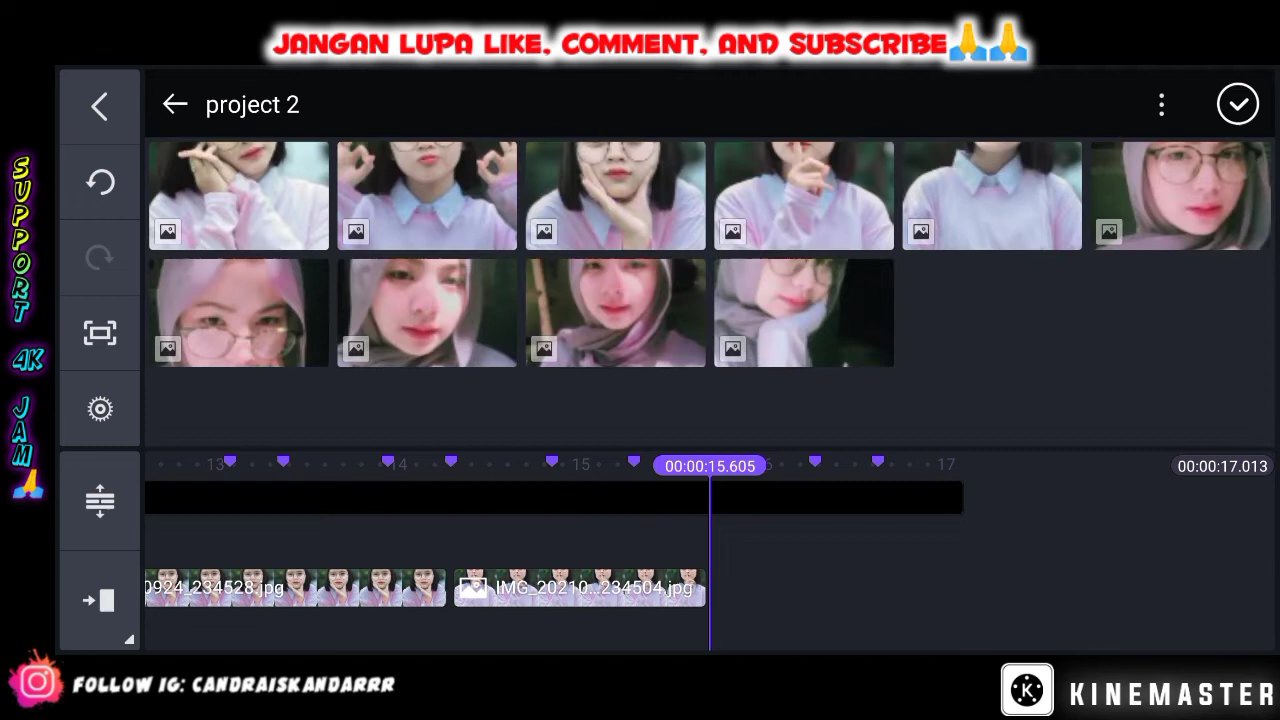 JANGAN LUPA LIKE, COMMENT, AND SUBSCRIBE🙏🙏
project 2
SUPPORT 4K JAM🙏
13 14 15 00:00:15.605 6 17 00:00:17.013
0924_234528.jpg IMG_20210...234504.jpg
FOLLOW IG: CANDRAISKANDARRR
K KINEMASTER